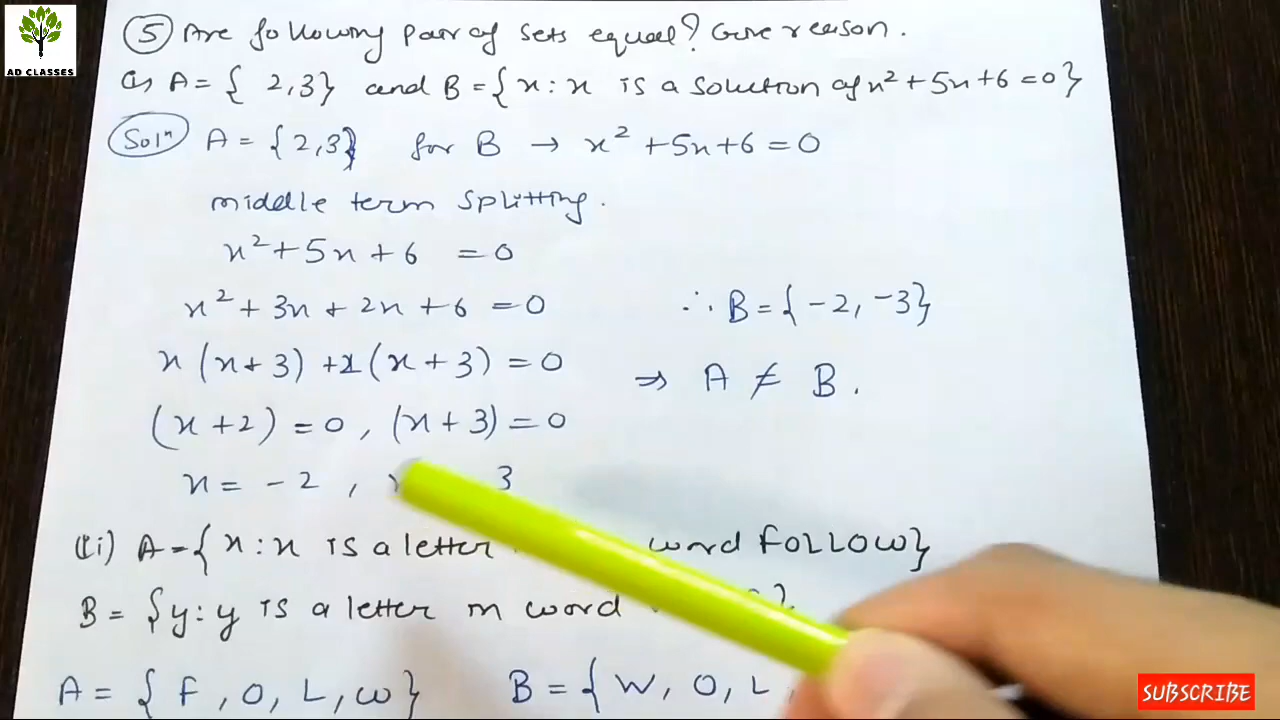 AD CLASSES
⑤ Are following pair of sets equal? Give reason.
(i) A = { 2,3} and B = {x : x is a solution of x² + 5x + 6 = 0}
Solⁿ A = {2,3} for B → x² + 5x + 6 = 0
middle term splitting.
x² + 5x + 6 = 0
x² + 3x + 2x + 6 = 0
∴ B = {-2, -3}
x (x + 3) + 2 (x + 3) = 0
⇒ A ≠ B.
(x + 2) = 0, (x + 3) = 0
x = - 2 , 3
(ii) A = { x : x is a letter word FOLLOW}
B = {y : y is a letter in word
A = { F, O, L, W} B = { W, O, L,
SUBSCRIBE